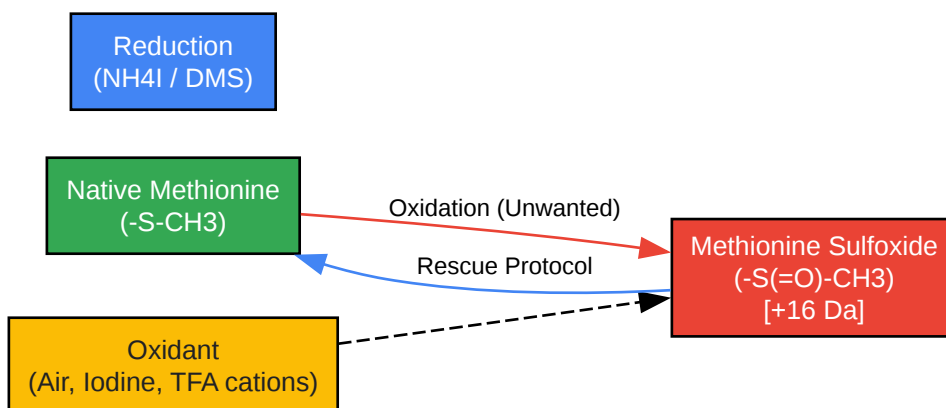 Reduction
(NH4I / DMS)
Native Methionine
(-S-CH3)
Oxidation (Unwanted)
Rescue Protocol
Methionine Sulfoxide
(-S(=O)-CH3)
[+16 Da]
Oxidant
(Air, Iodine, TFA cations)